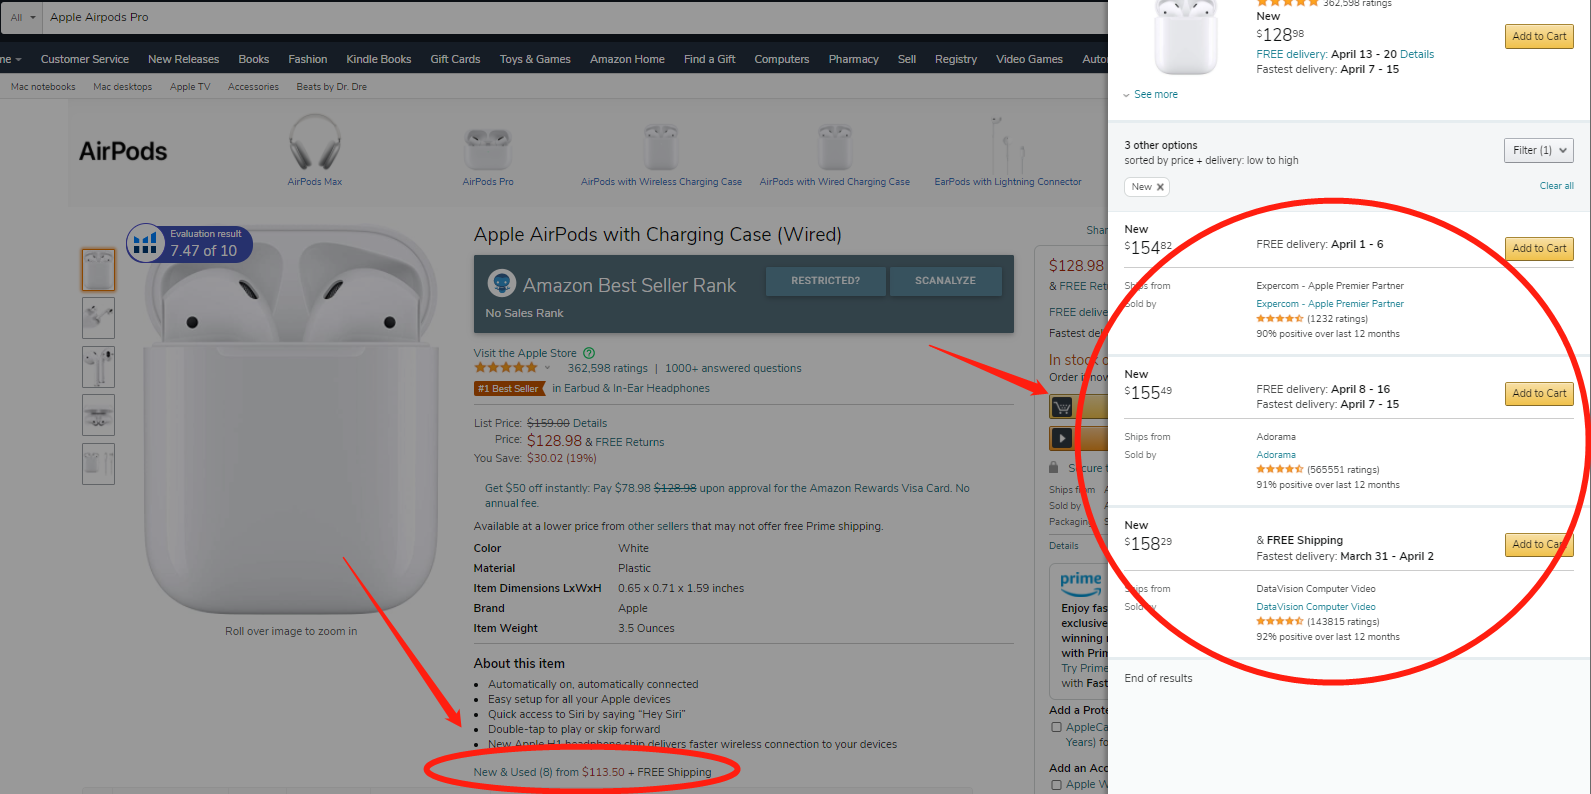 All
Apple Airpods Pro
me
Customer Service
New Releases
Books
Fashion
Kindle Books
Gift Cards
Toys & Games
Amazon Home
Find a Gift
Computers
Pharmacy
Sell
Registry
Video Games
Auto
Mac notebooks
Mac desktops
Apple TV
Accessories
Beats by Dr. Dre
AirPods
AirPods Max
AirPods Pro
AirPods with Wireless Charging Case
AirPods with Wired Charging Case
EarPods with Lightning Connector
Evaluation result
7.47 of 10
Roll over image to zoom in
Apple AirPods with Charging Case (Wired)
Amazon Best Seller Rank
RESTRICTED?
SCANALYZE
No Sales Rank
Visit the Apple Store
362,598 ratings | 1000+ answered questions
#1 Best Seller in Earbud & In-Ear Headphones
List Price: $159.00 Details
Price: $128.98 & FREE Returns
You Save: $30.02 (19%)
Get $50 off instantly: Pay $78.98 $128.98 upon approval for the Amazon Rewards Visa Card. No
annual fee.
Available at a lower price from other sellers that may not offer free Prime shipping.
Color White
Material Plastic
Item Dimensions LxWxH 0.65 x 0.71 x 1.59 inches
Brand Apple
Item Weight 3.5 Ounces
About this item
Automatically on, automatically connected
Easy setup for all your Apple devices
Quick access to Siri by saying “Hey Siri”
Double-tap to play or skip forward
New Apple H1 headphone chip delivers faster wireless connection to your devices
New & Used (8) from $113.50 + FREE Shipping
Shar
$128.98
& FREE Retu
FREE delive
Fastest del
In stock o
Order it now
Secure t
Ships from
Sold by
Packaging
Details
prime
Enjoy fas
exclusive
winning
with Prim
Try Prime
with Fast
Add a Prote
AppleCa
Years) fo
Add an Acc
Apple W
362,598 ratings
New
$128 98
Add to Cart
FREE delivery: April 13 - 20 Details
Fastest delivery: April 7 - 15
See more
3 other options
sorted by price + delivery: low to high
Filter (1)
New
Clear all
New
$154 82
FREE delivery: April 1 - 6
Add to Cart
Ships from Expercom - Apple Premier Partner
Sold by Expercom - Apple Premier Partner
(1232 ratings)
90% positive over last 12 months
New
$155 49
FREE delivery: April 8 - 16
Fastest delivery: April 7 - 15
Add to Cart
Ships from Adorama
Sold by Adorama
(565551 ratings)
91% positive over last 12 months
New
$158 29
& FREE Shipping
Fastest delivery: March 31 - April 2
Add to Cart
Ships from DataVision Computer Video
Sold by DataVision Computer Video
(143815 ratings)
92% positive over last 12 months
End of results